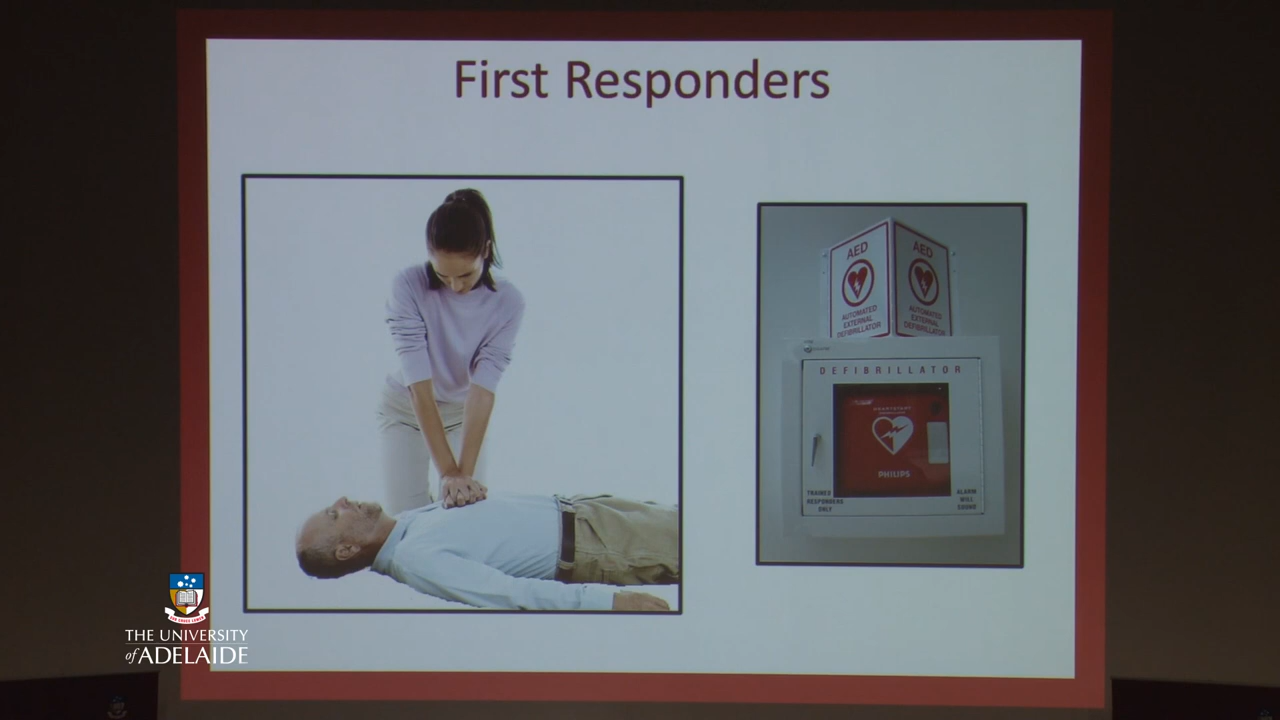 First Responders
AED
AED
AUTOMATED
EXTERNAL
DEFIBRILLATOR
AUTOMATED
EXTERNAL
DEFIBRILLATOR
DEFIBRILLATOR
HEARTSTART
PHILIPS
TRAINED
RESPONDERS
ONLY
ALARM
WILL
SOUND
THE UNIVERSITY
of ADELAIDE